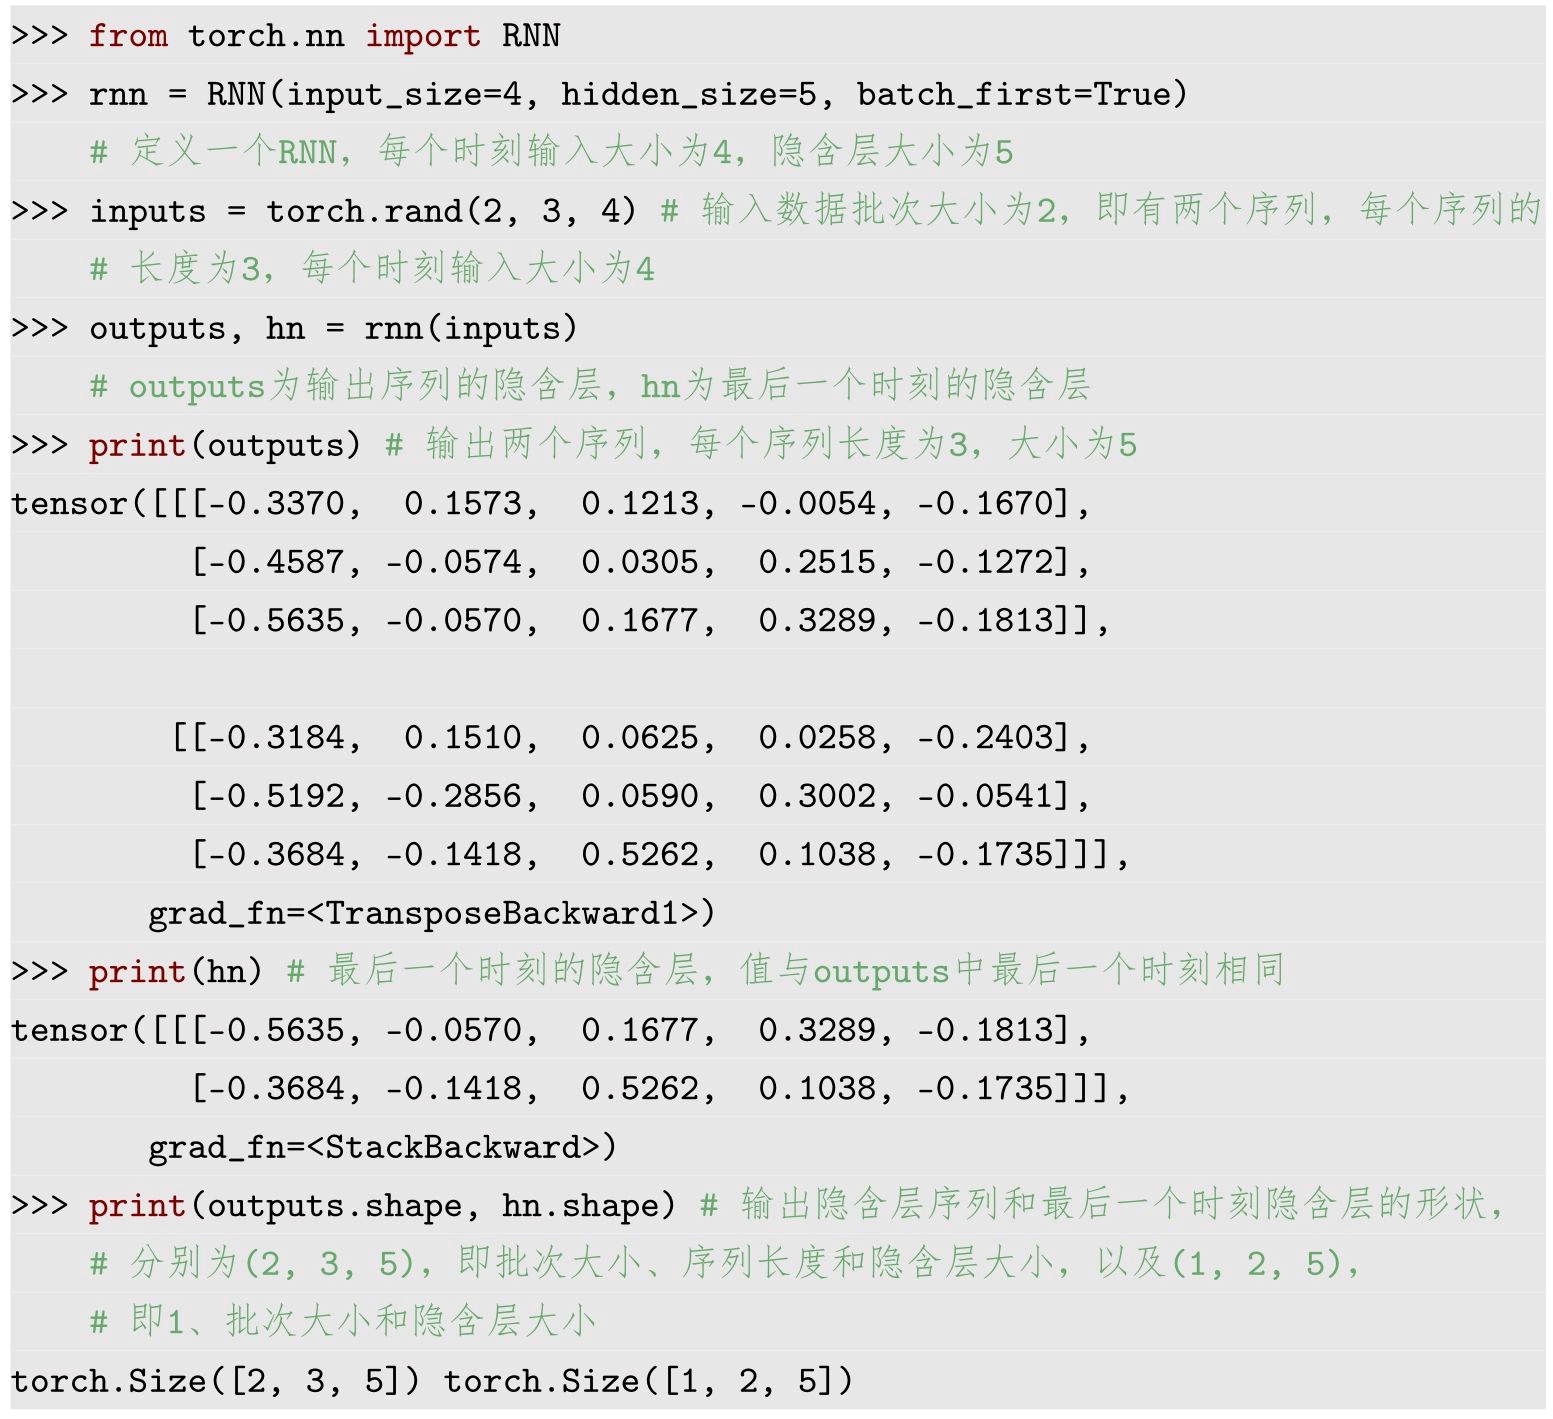 >>> from torch.nn import RNN
>>> rnn = RNN(input_size=4, hidden_size=5, batch_first=True)
    # 定义一个RNN，每个时刻输入大小为4，隐含层大小为5
>>> inputs = torch.rand(2, 3, 4) # 输入数据批次大小为2，即有两个序列，每个序列的
    # 长度为3，每个时刻输入大小为4
>>> outputs, hn = rnn(inputs)
    # outputs为输出序列的隐含层，hn为最后一个时刻的隐含层
>>> print(outputs) # 输出两个序列，每个序列长度为3，大小为5
tensor([[[-0.3370,  0.1573,  0.1213, -0.0054, -0.1670],
         [-0.4587, -0.0574,  0.0305,  0.2515, -0.1272],
         [-0.5635, -0.0570,  0.1677,  0.3289, -0.1813]],

        [[-0.3184,  0.1510,  0.0625,  0.0258, -0.2403],
         [-0.5192, -0.2856,  0.0590,  0.3002, -0.0541],
         [-0.3684, -0.1418,  0.5262,  0.1038, -0.1735]]],
       grad_fn=<TransposeBackward1>)
>>> print(hn) # 最后一个时刻的隐含层，值与outputs中最后一个时刻相同
tensor([[[-0.5635, -0.0570,  0.1677,  0.3289, -0.1813],
         [-0.3684, -0.1418,  0.5262,  0.1038, -0.1735]]],
       grad_fn=<StackBackward>)
>>> print(outputs.shape, hn.shape) # 输出隐含层序列和最后一个时刻隐含层的形状，
    # 分别为(2, 3, 5)，即批次大小、序列长度和隐含层大小，以及(1, 2, 5)，
    # 即1、批次大小和隐含层大小
torch.Size([2, 3, 5]) torch.Size([1, 2, 5])